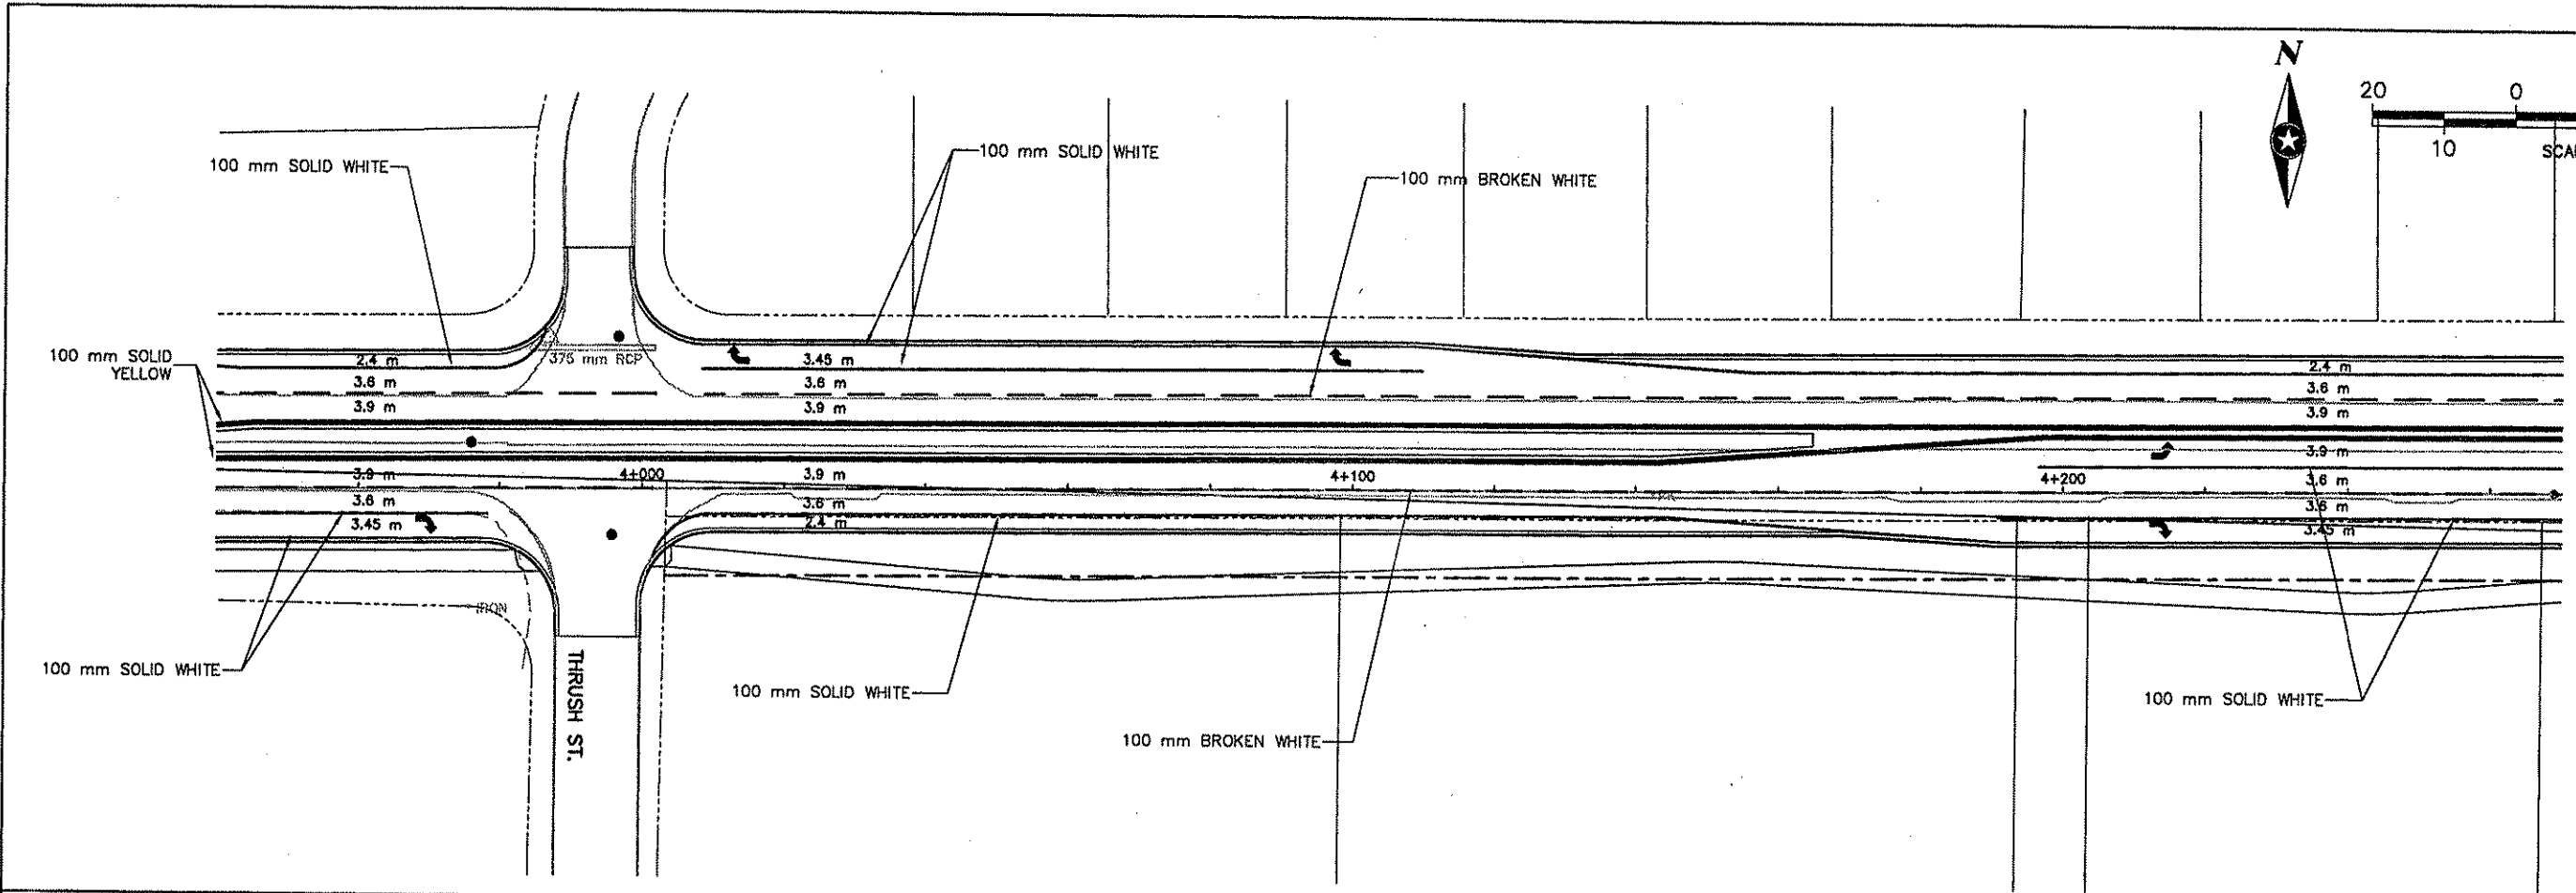 N
20 0
10 SCA
100 mm SOLID WHITE
100 mm SOLID WHITE
100 mm BROKEN WHITE
100 mm SOLID
YELLOW
375 mm RCP
2.4 m
3.6 m
3.9 m
3.45 m
3.6 m
3.9 m
2.4 m
3.6 m
3.9 m
3.9 m
3.6 m
3.45 m
4+000
3.9 m
3.6 m
2.4 m
4+100
4+200
3.9 m
3.6 m
3.6 m
3.45 m
IRON
THRUSH ST.
100 mm SOLID WHITE
100 mm SOLID WHITE
100 mm BROKEN WHITE
100 mm SOLID WHITE